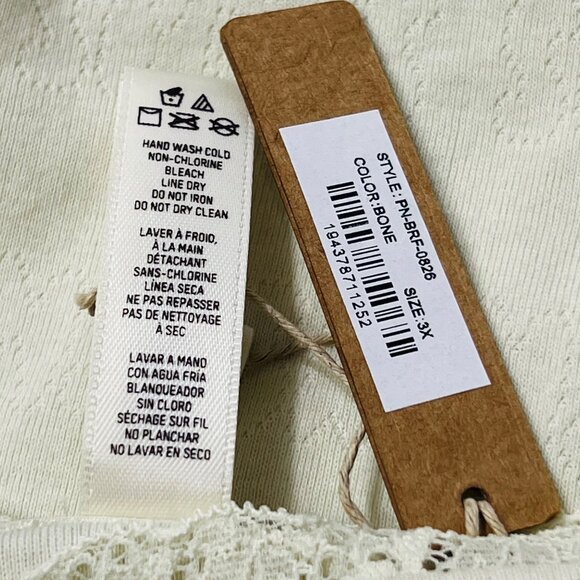 HAND WASH COLD
NON-CHLORINE
BLEACH
LINE DRY
DO NOT IRON
DO NOT DRY CLEAN
LAVER À FROID,
À LA MAIN
DÉTACHANT
SANS-CHLORINE
LÍNEA SECA
NE PAS REPASSER
PAS DE NETTOYAGE
À SEC
LAVAR A MANO
CON AGUA FRÍA
BLANQUEADOR
SIN CLORO
SÉCHAGE SUR FIL
NO PLANCHAR
NO LAVAR EN SECO
STYLE: PN-BRF-0826
COLOR:BONE SIZE:3X
194378711252